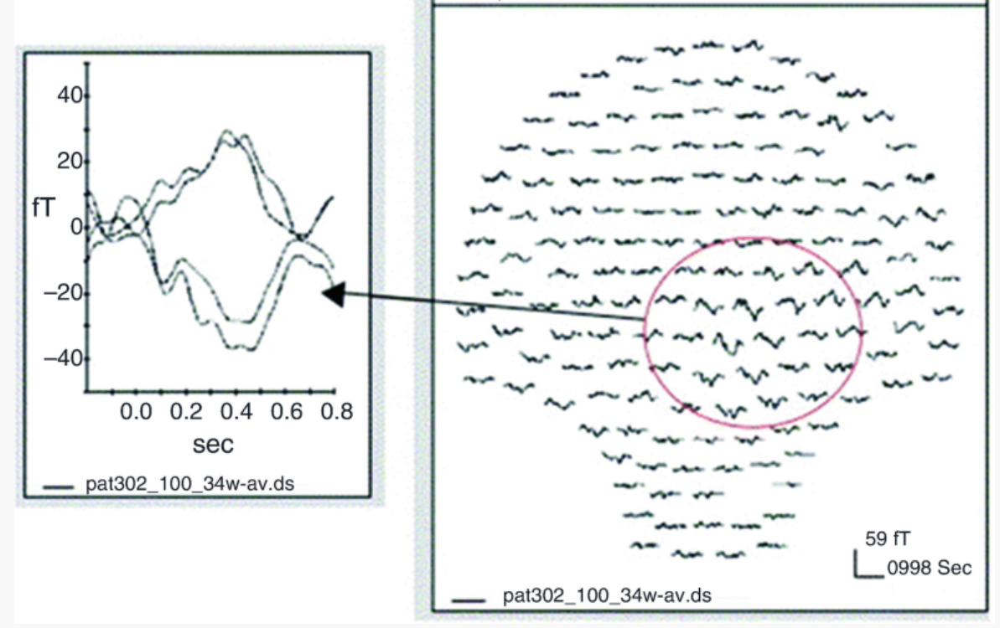 40
20
fT
0
–20
–40
0.0 0.2 0.4 0.6 0.8
sec
pat302_100_34w-av.ds
59 fT
0998 Sec
pat302_100_34w-av.ds